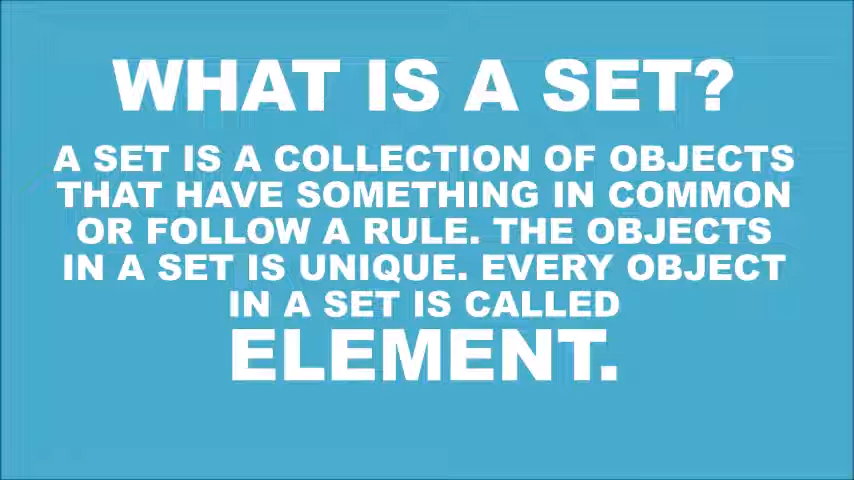 WHAT IS A SET?
A SET IS A COLLECTION OF OBJECTS
THAT HAVE SOMETHING IN COMMON
OR FOLLOW A RULE. THE OBJECTS
IN A SET IS UNIQUE. EVERY OBJECT
IN A SET IS CALLED
ELEMENT.